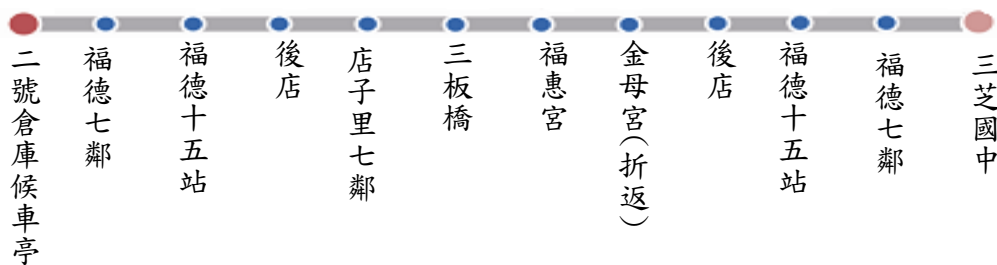 二號倉庫候車亭
福德七鄰
福德十五站
後店
店子里七鄰
三板橋
福惠宮
金母宮(折返)
後店
福德十五站
福德七鄰
三芝國中